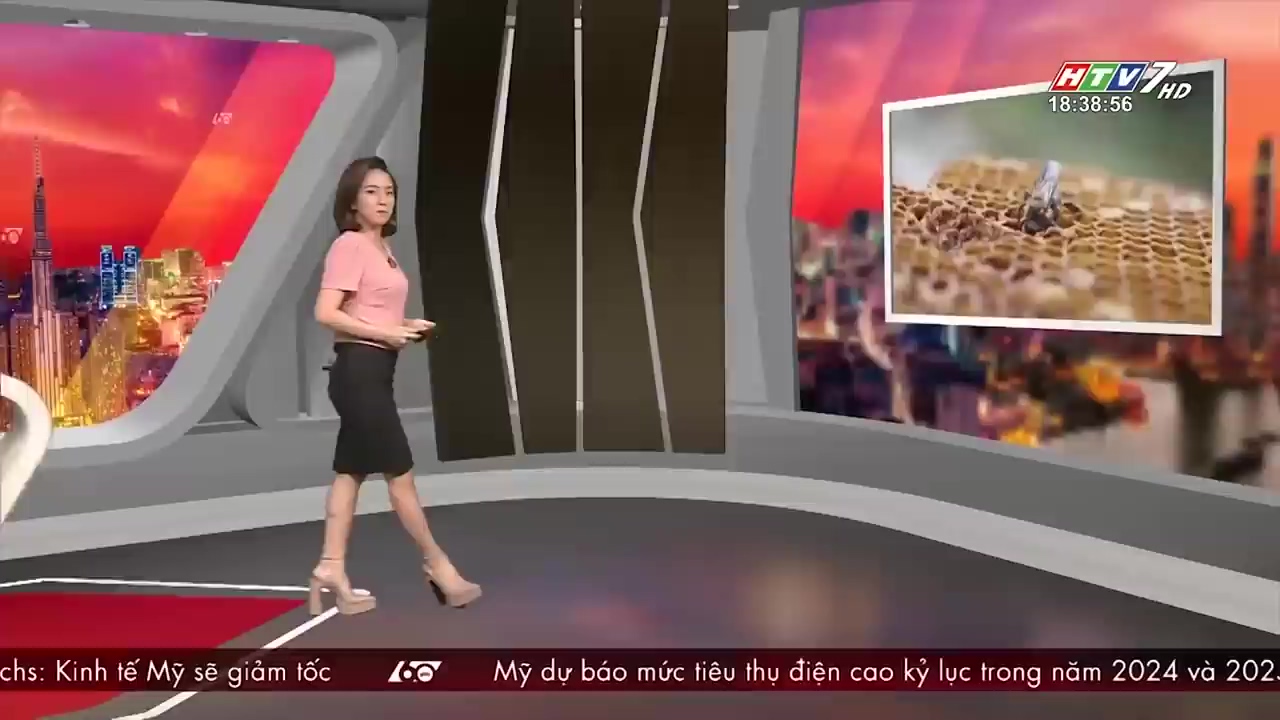 HTV7 HD
18:38:56
chs: Kinh tế Mỹ sẽ giảm tốc 60 Mỹ dự báo mức tiêu thụ điện cao kỷ lục trong năm 2024 và 202